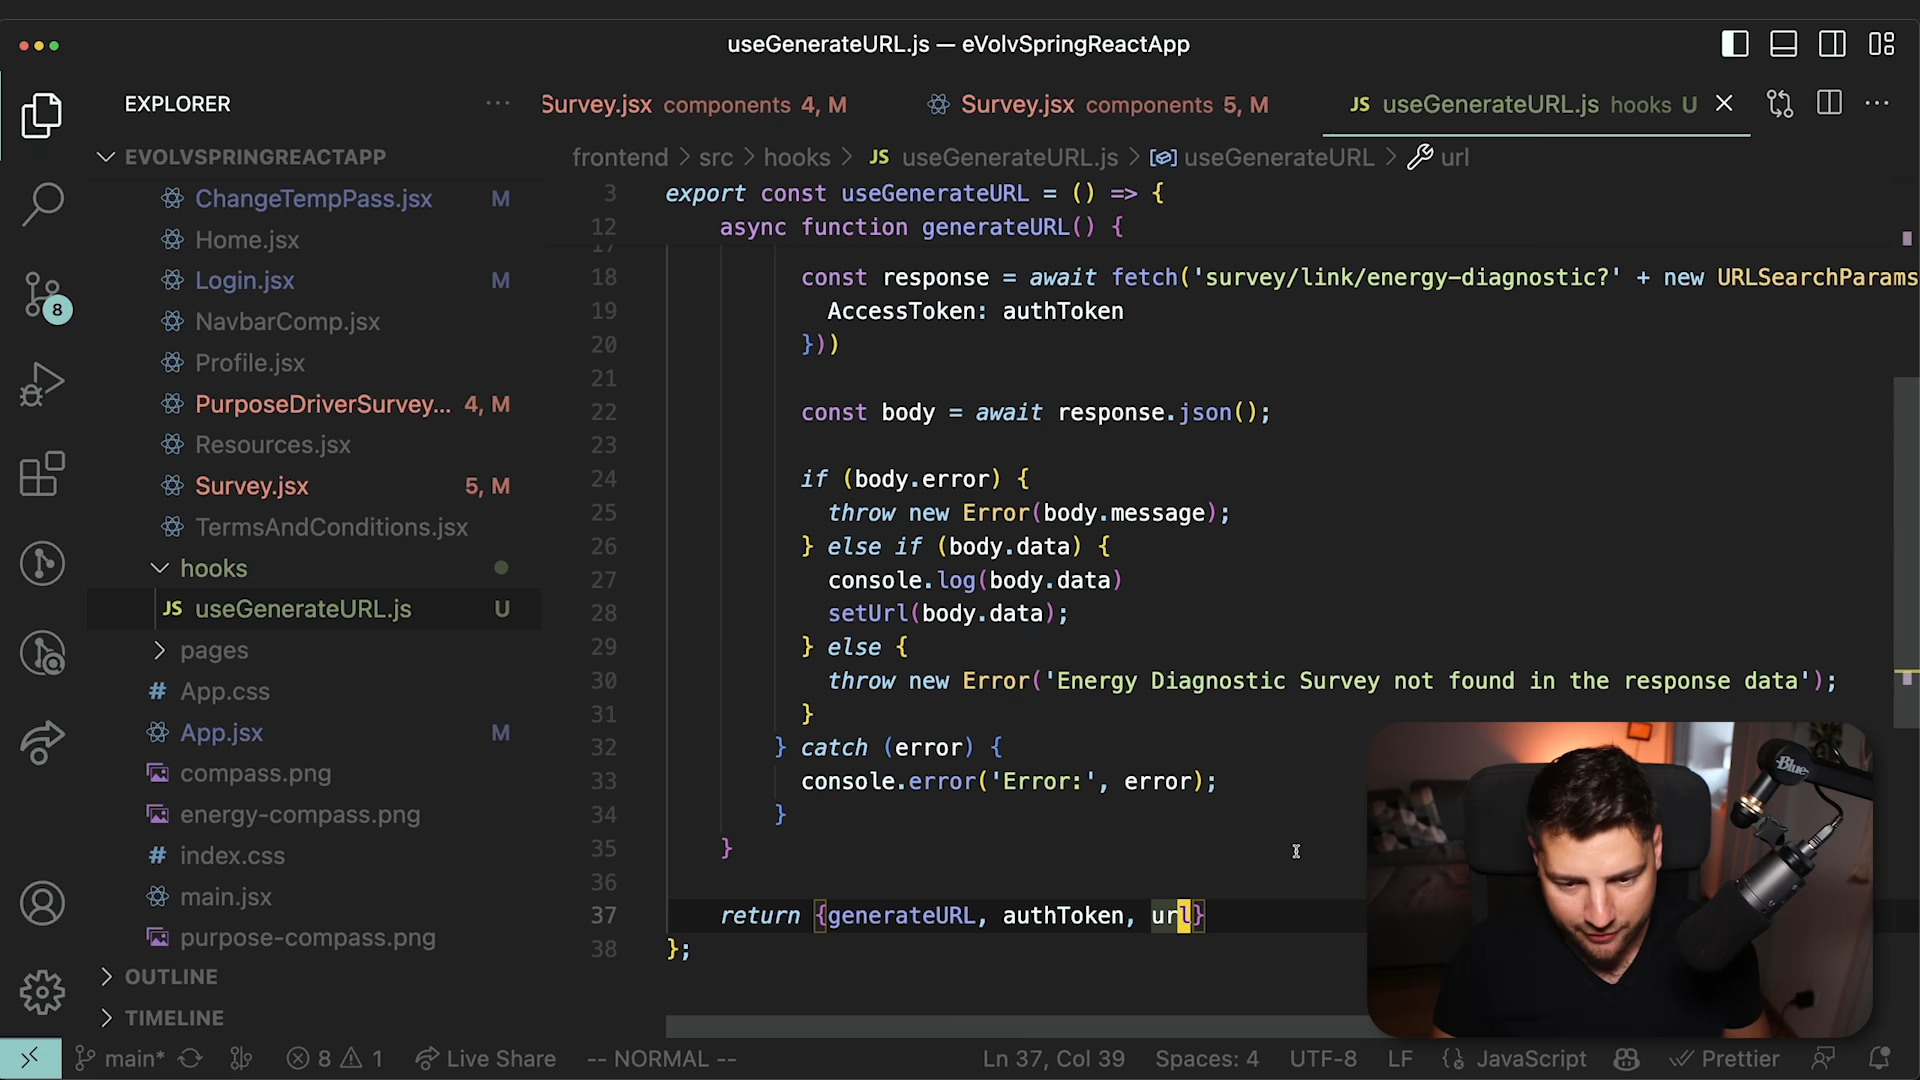 useGenerateURL.js — eVolvSpringReactApp
EXPLORER
Survey.jsx components 4, M
Survey.jsx components 5, M
JS useGenerateURL.js hooks U
EVOLVSPRINGREACTAPP
frontend > src > hooks > JS useGenerateURL.js > useGenerateURL > url
ChangeTempPass.jsx M
Home.jsx
Login.jsx M
NavbarComp.jsx
Profile.jsx
PurposeDriverSurvey... 4, M
Resources.jsx
Survey.jsx 5, M
TermsAndConditions.jsx
hooks
JS useGenerateURL.js U
pages
# App.css
App.jsx M
compass.png
energy-compass.png
# index.css
main.jsx
purpose-compass.png
OUTLINE
TIMELINE
8
3 export const useGenerateURL = () => {
12 async function generateURL() {
17
18 const response = await fetch('survey/link/energy-diagnostic?' + new URLSearchParams
19 AccessToken: authToken
20 }))
21
22 const body = await response.json();
23
24 if (body.error) {
25 throw new Error(body.message);
26 } else if (body.data) {
27 console.log(body.data)
28 setUrl(body.data);
29 } else {
30 throw new Error('Energy Diagnostic Survey not found in the response data');
31 }
32 } catch (error) {
33 console.error('Error:', error);
34 }
35 }
36
37 return {generateURL, authToken, url}
38 };
Blue
main* 8 1 Live Share -- NORMAL -- Ln 37, Col 39 Spaces: 4 UTF-8 LF {} JavaScript Prettier